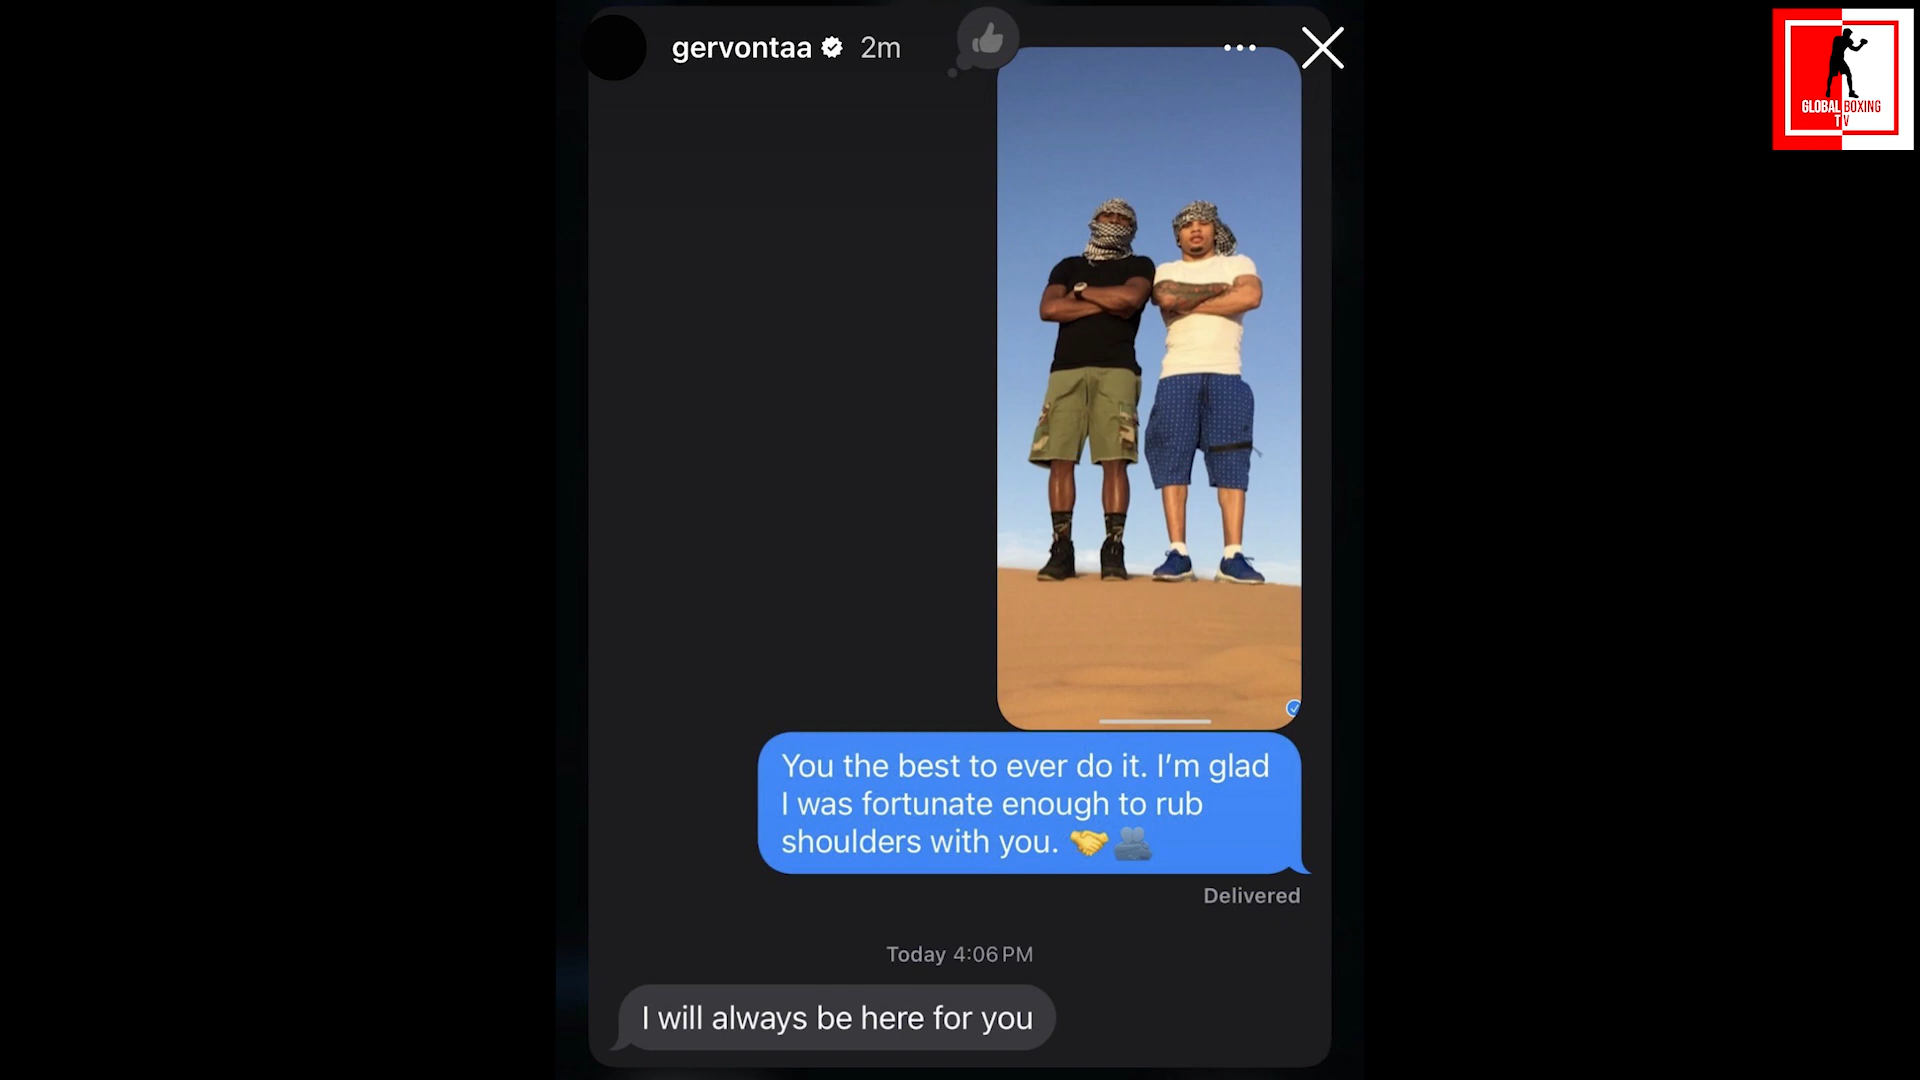 gervontaa 2m
GLOBAL BOXING
TV
You the best to ever do it. I’m glad
I was fortunate enough to rub
shoulders with you. 🤝🫂
Delivered
Today 4:06 PM
I will always be here for you